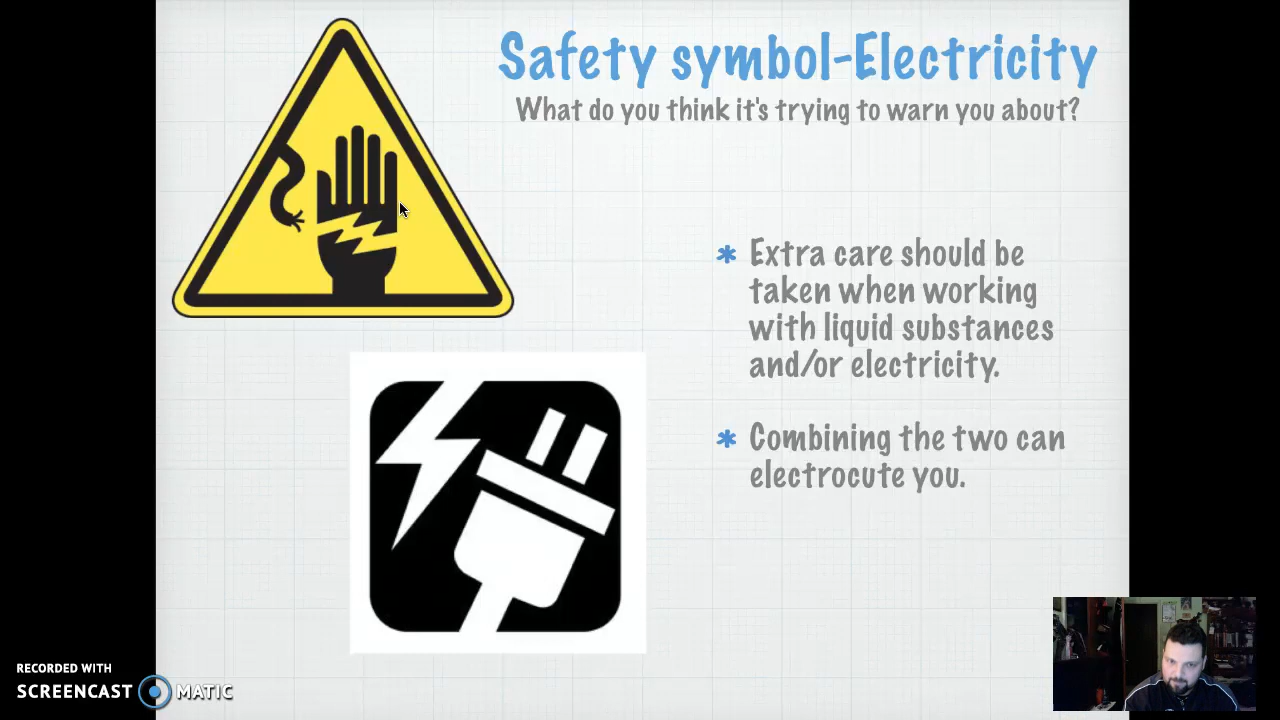 Safety symbol-Electricity
What do you think it's trying to warn you about?
* Extra care should be
taken when working
with liquid substances
and/or electricity.
* Combining the two can
electrocute you.
RECORDED WITH
SCREENCAST MATIC